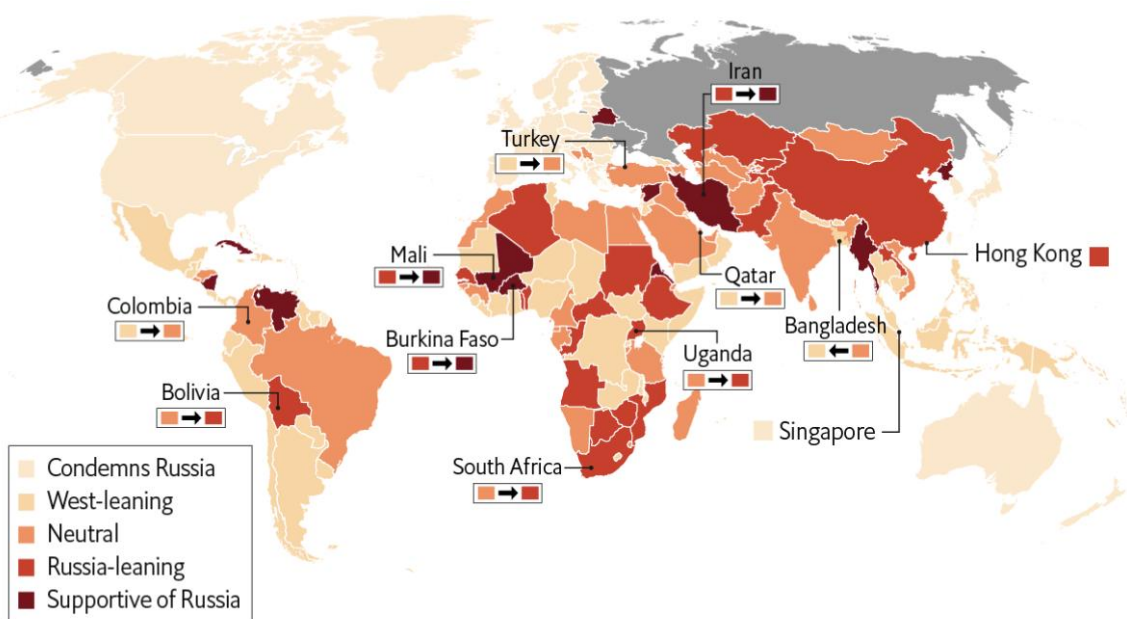 Iran
Turkey
Mali
Hong Kong
Qatar
Colombia
Burkina Faso
Bangladesh
Uganda
Bolivia
Singapore
South Africa
Condemns Russia
West-leaning
Neutral
Russia-leaning
Supportive of Russia